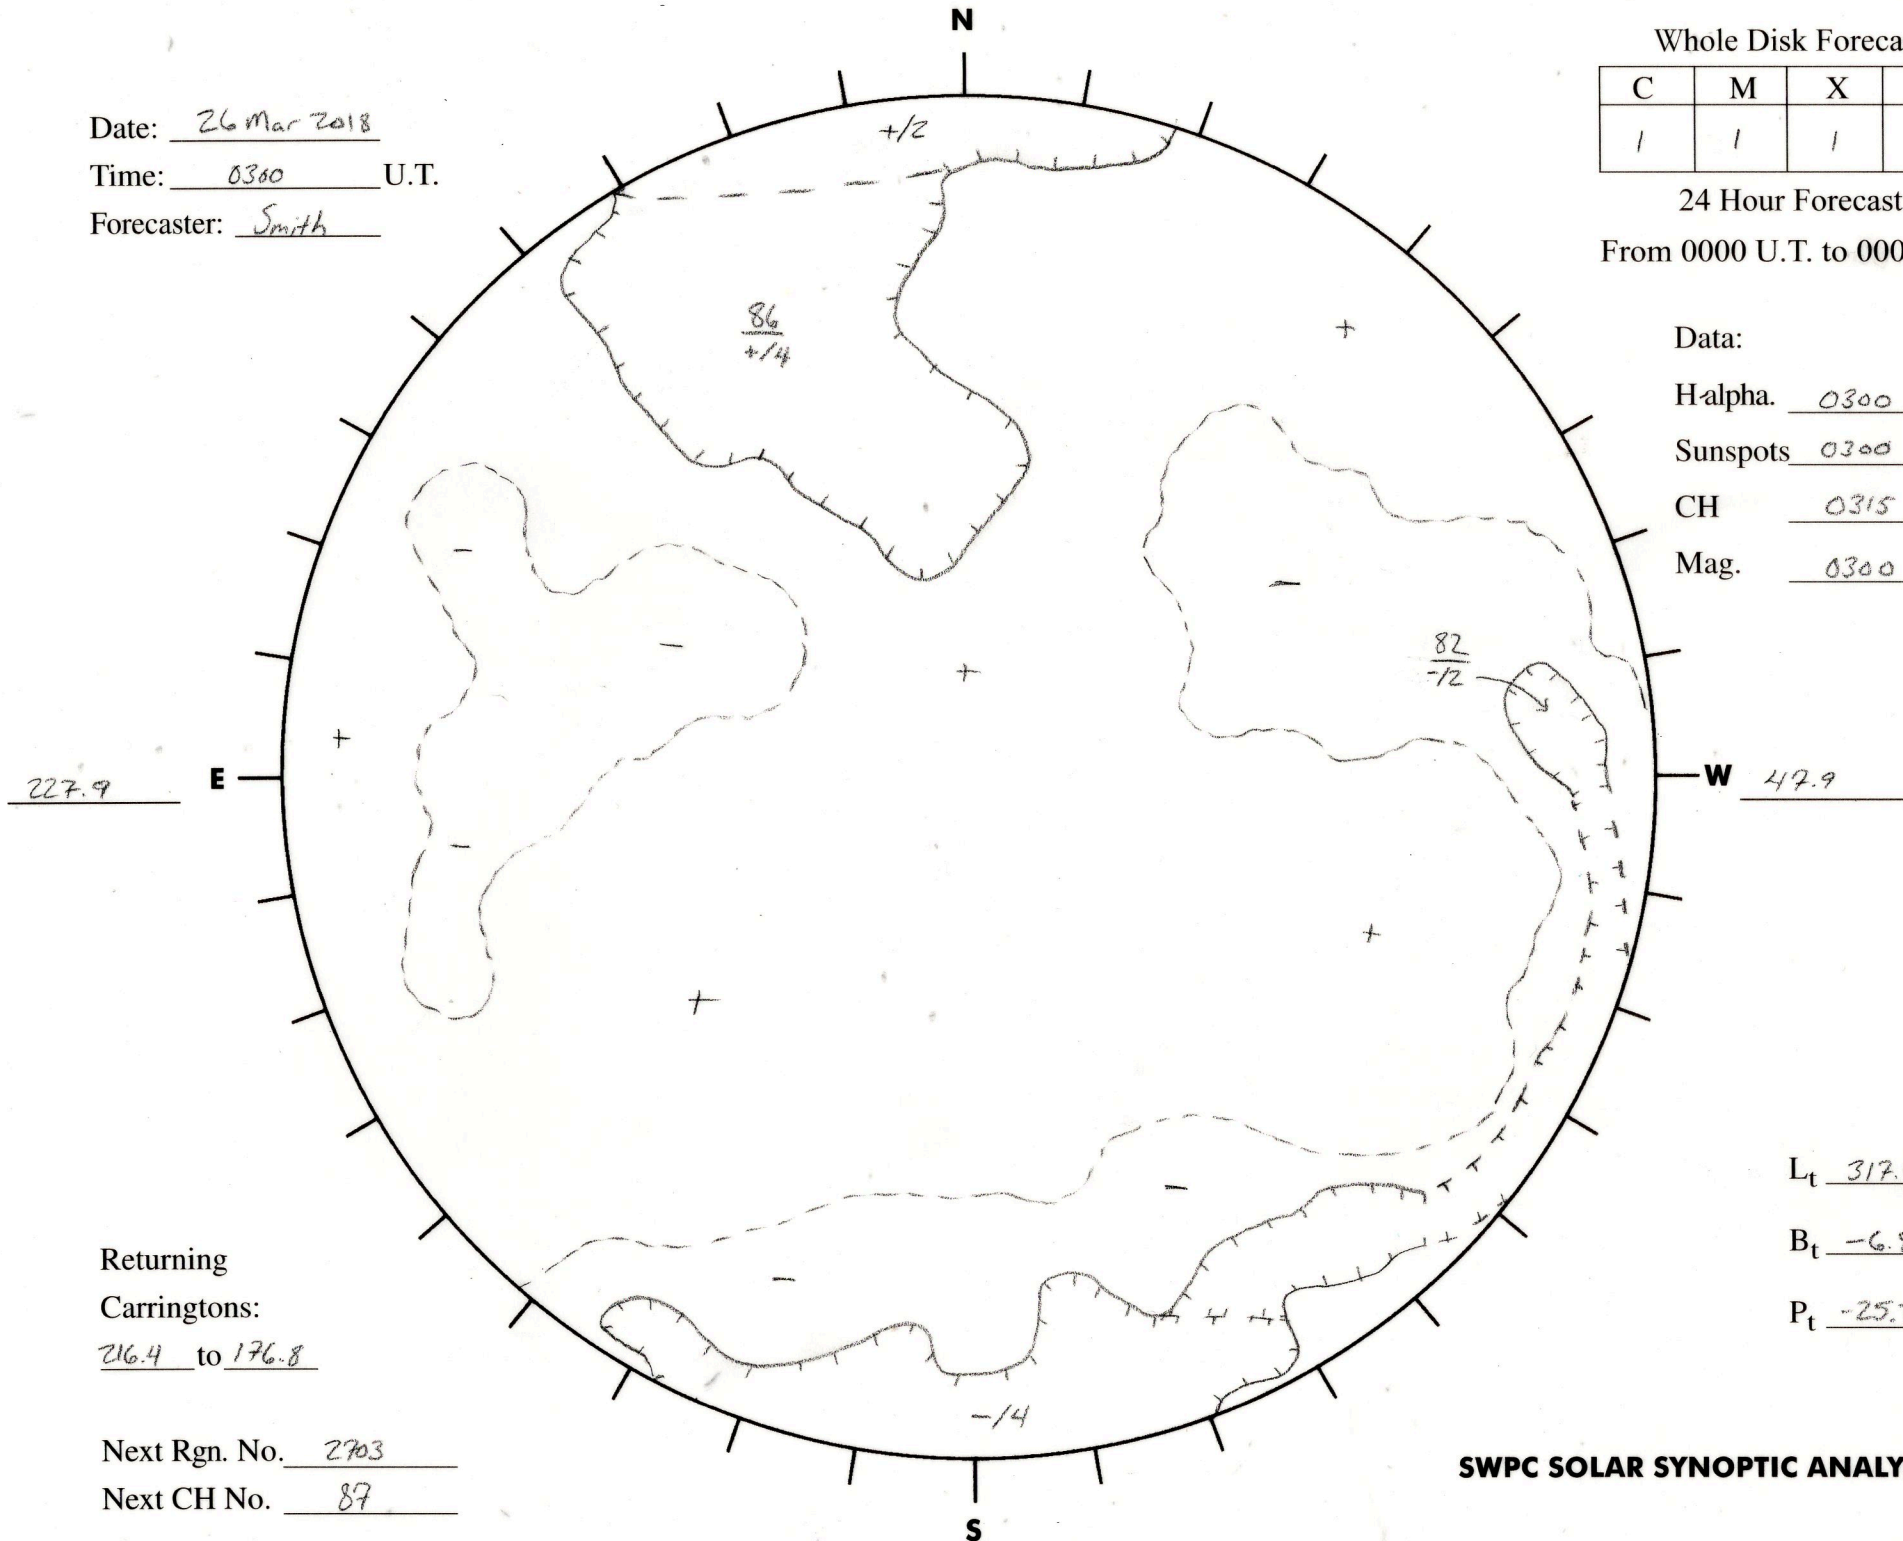 N
Whole Disk Foreca
C M X
1 1 1
24 Hour Forecast
From 0000 U.T. to 000
Date: 26 Mar 2018
Time: 0300 U.T.
Forecaster: Smith
+/2
86
+/4
+
Data:
H-alpha. 0300
Sunspots 0300
CH 0315
Mag. 0300
-
-
-
82
-/2
+
+
227.9 E
W 47.9
-
+
+
-
-
-/4
Lt 317.
Bt -6.
Pt -25.
Returning
Carringtons:
216.4 to 176.8
Next Rgn. No. 2703
Next CH No. 87
SWPC SOLAR SYNOPTIC ANALY
S